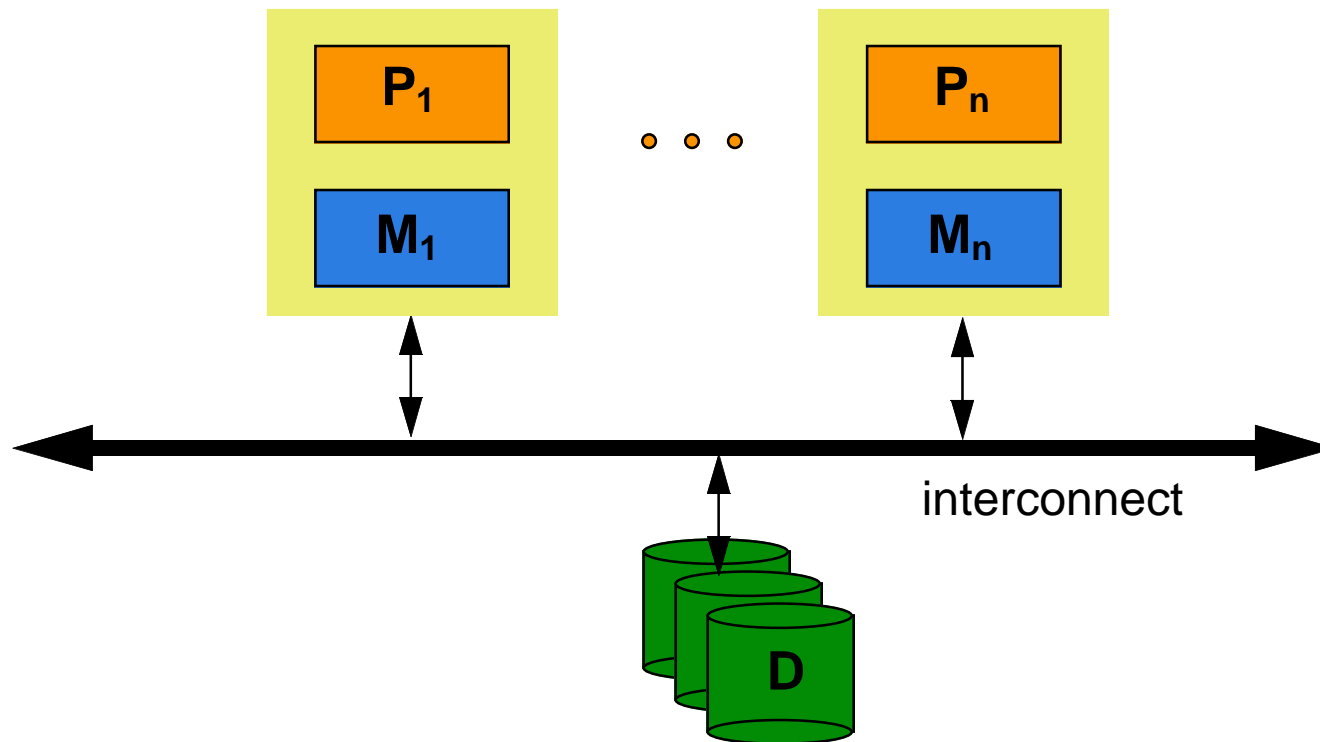 P₁
Pₙ
M₁
Mₙ
interconnect
D